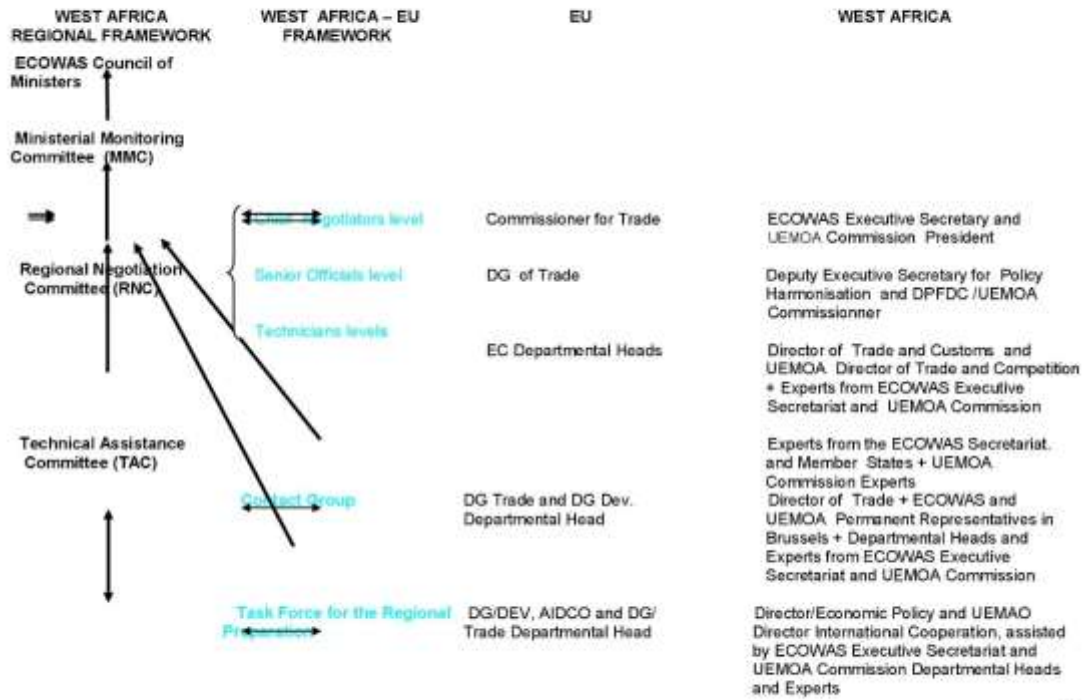 WEST AFRICA
REGIONAL FRAMEWORK
WEST AFRICA – EU
FRAMEWORK
EU
WEST AFRICA
ECOWAS Council of
Ministers
Ministerial Monitoring
Committee (MMC)
Chief Negotiators level
Commissioner for Trade
ECOWAS Executive Secretary and
UEMOA Commission President
Regional Negotiation
Committee (RNC)
Senior Officials level
DG of Trade
Deputy Executive Secretary for Policy
Harmonisation and DPFDC /UEMOA
Commissionner
Technicians levels
EC Departmental Heads
Director of Trade and Customs and
UEMOA Director of Trade and Competition
+ Experts from ECOWAS Executive
Secretariat and UEMOA Commission
Technical Assistance
Committee (TAC)
Experts from the ECOWAS Secretariat.
and Member States + UEMOA
Commission Experts
Contact Group
DG Trade and DG Dev.
Departmental Head
Director of Trade + ECOWAS and
UEMOA Permanent Representatives in
Brussels + Departmental Heads and
Experts from ECOWAS Executive
Secretariat and UEMOA Commission
Task Force for the Regional
Preparation
DG/DEV, AIDCO and DG/
Trade Departmental Head
Director/Economic Policy and UEMAO
Director International Cooperation, assisted
by ECOWAS Executive Secretariat and
UEMOA Commission Departmental Heads
and Experts